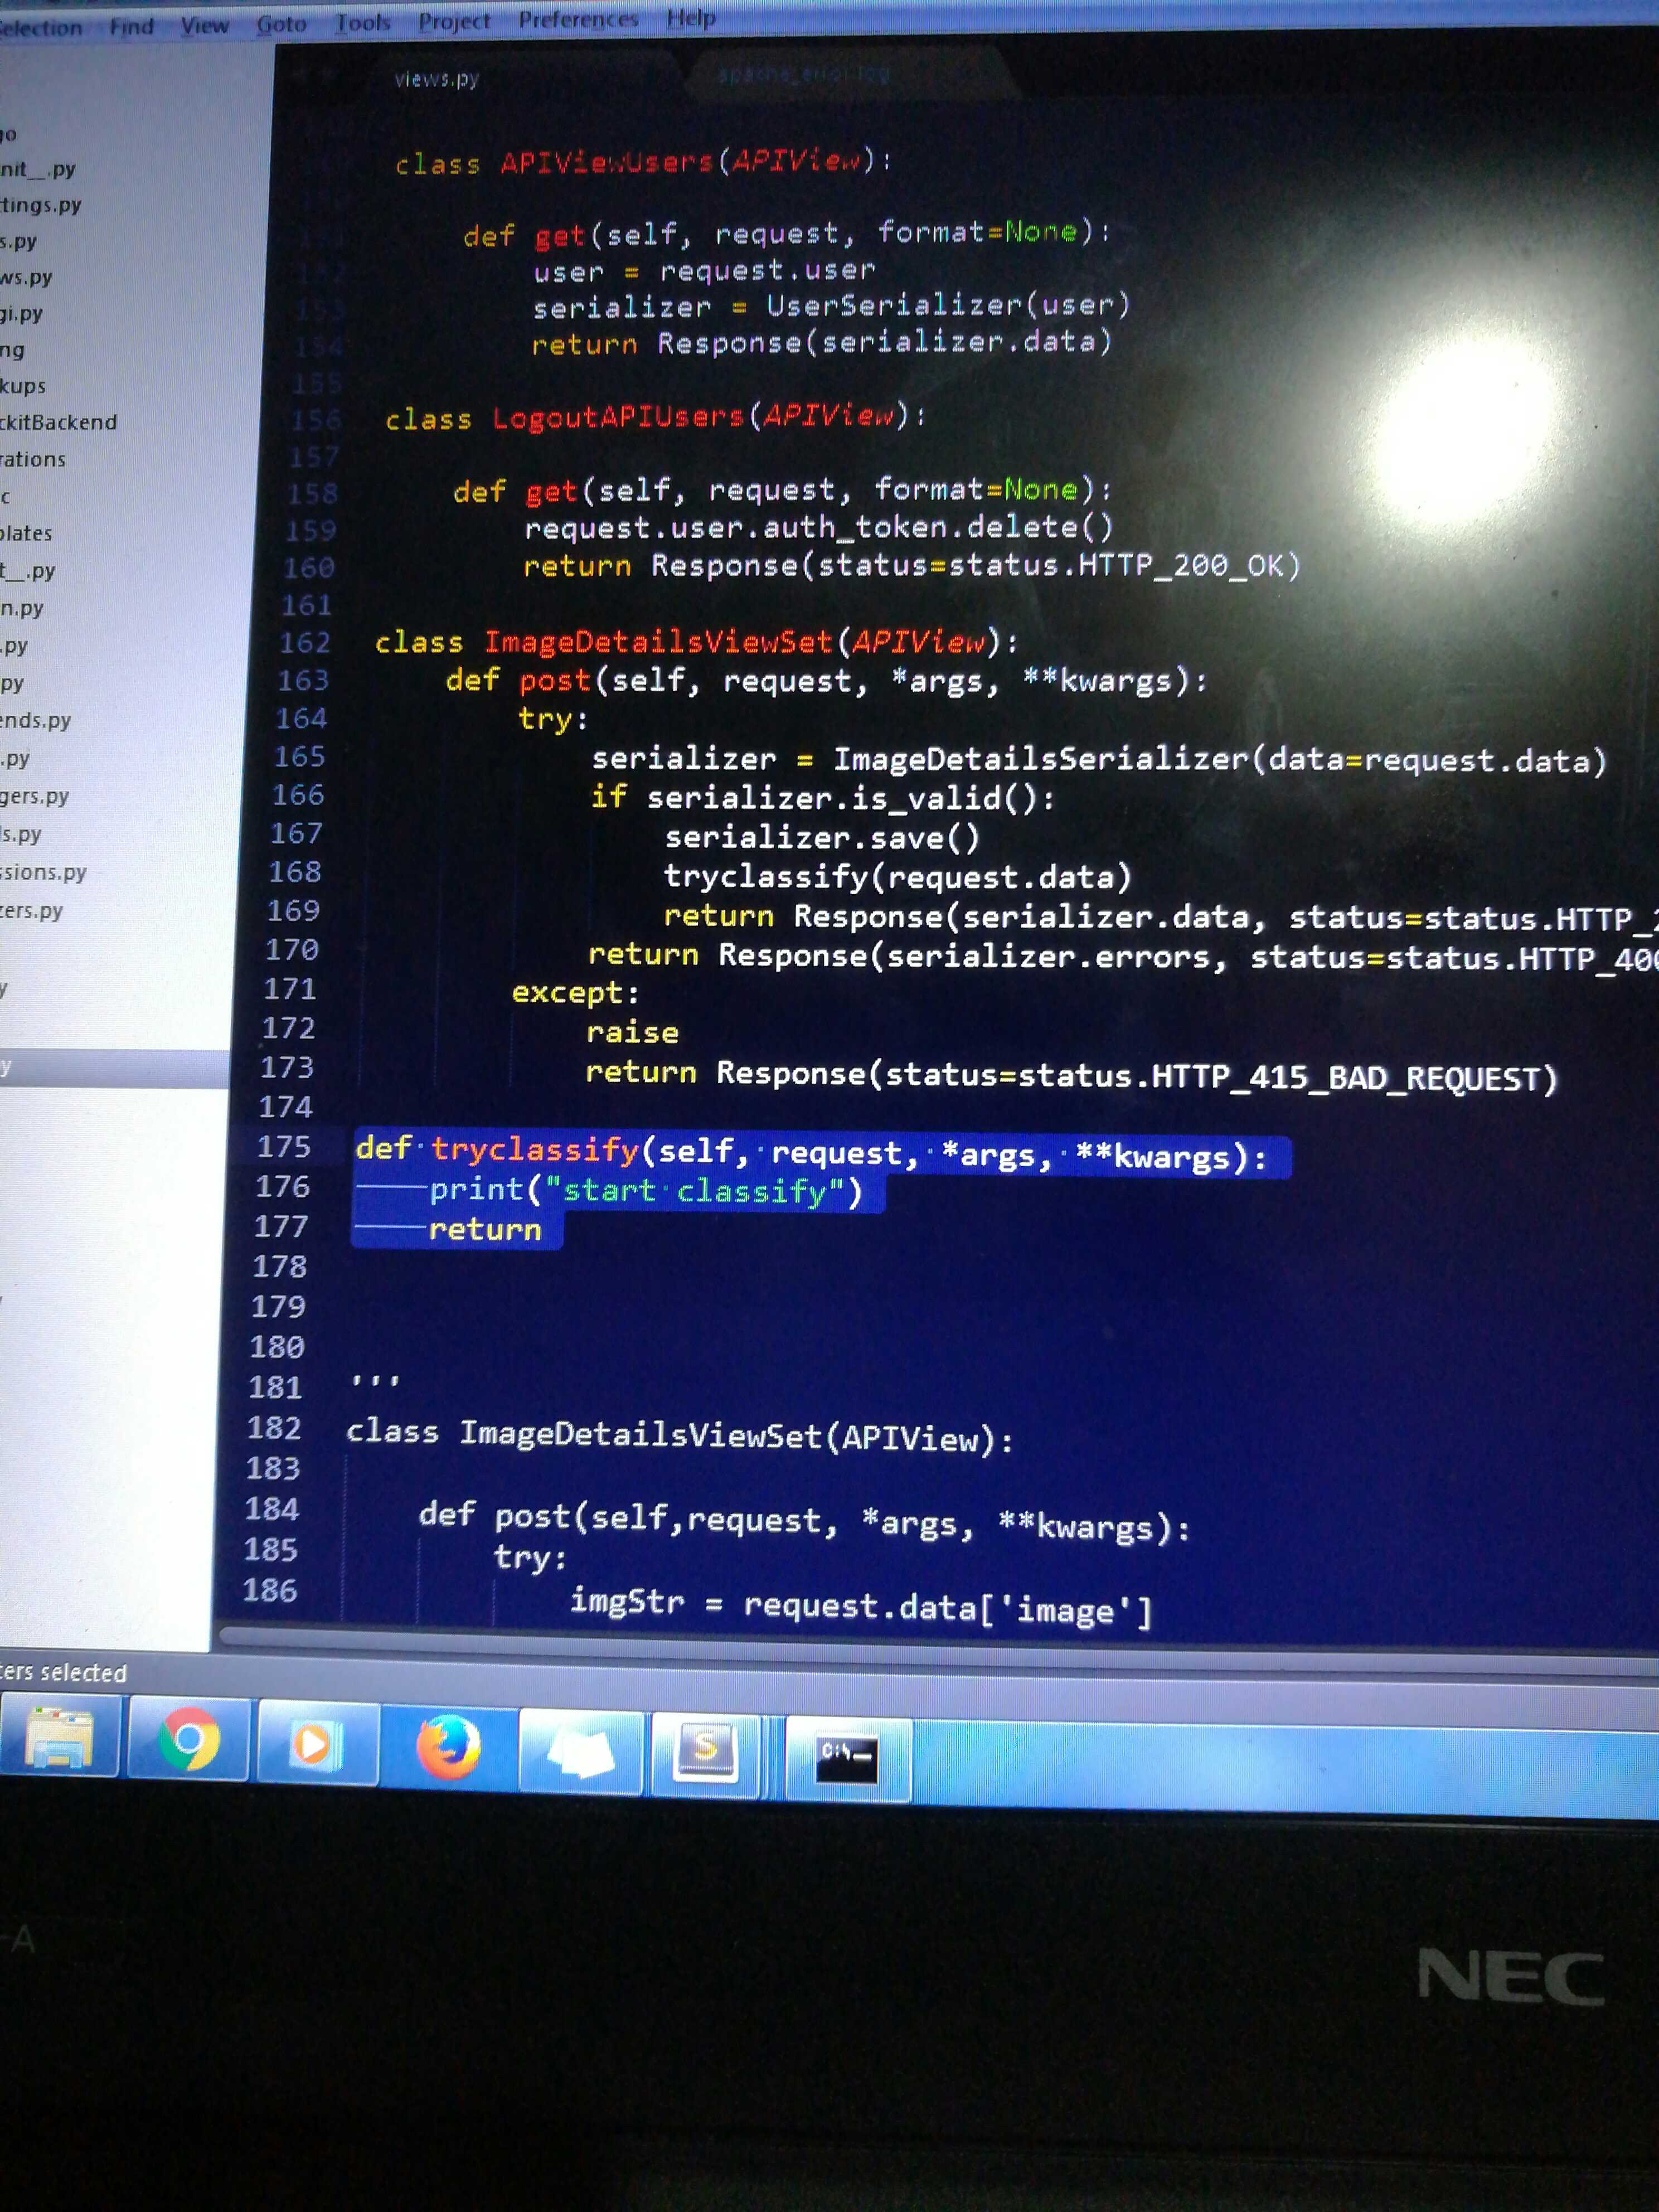 Selection Find View Goto Tools Project Preferences Help
views.py
apache_error.log
go
nit__.py
ttings.py
s.py
ws.py
gi.py
ng
kups
ckitBackend
rations
c
plates
t__.py
n.py
.py
py
ends.py
.py
gers.py
ls.py
ssions.py
zers.py
y
y
class APIViewUsers(APIView):
def get(self, request, format=None):
152 user = request.user
153 serializer = UserSerializer(user)
154 return Response(serializer.data)
155
156 class LogoutAPIUsers(APIView):
157
158 def get(self, request, format=None):
159 request.user.auth_token.delete()
160 return Response(status=status.HTTP_200_OK)
161
162 class ImageDetailsViewSet(APIView):
163 def post(self, request, *args, **kwargs):
164 try:
165 serializer = ImageDetailsSerializer(data=request.data)
166 if serializer.is_valid():
167 serializer.save()
168 tryclassify(request.data)
169 return Response(serializer.data, status=status.HTTP_2
170 return Response(serializer.errors, status=status.HTTP_400
171 except:
172 raise
173 return Response(status=status.HTTP_415_BAD_REQUEST)
174
175 def tryclassify(self, request, *args, **kwargs):
176 print("start classify")
177 return
178
179
180
181 '''
182 class ImageDetailsViewSet(APIView):
183
184 def post(self,request, *args, **kwargs):
185 try:
186 imgStr = request.data['image']
ters selected
S
C:\
-A
NEC